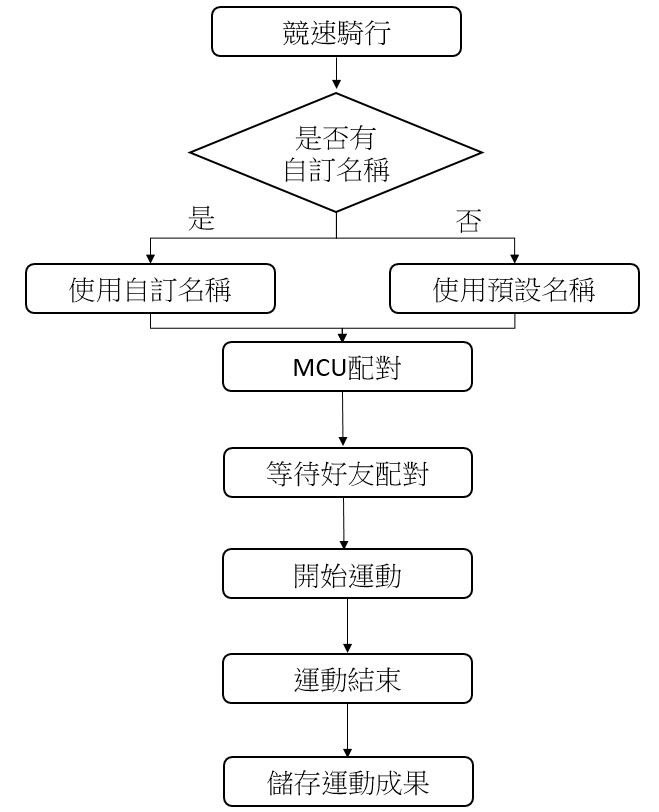 競速騎行
是否有
自訂名稱
是
否
使用自訂名稱
使用預設名稱
MCU配對
等待好友配對
開始運動
運動結束
儲存運動成果